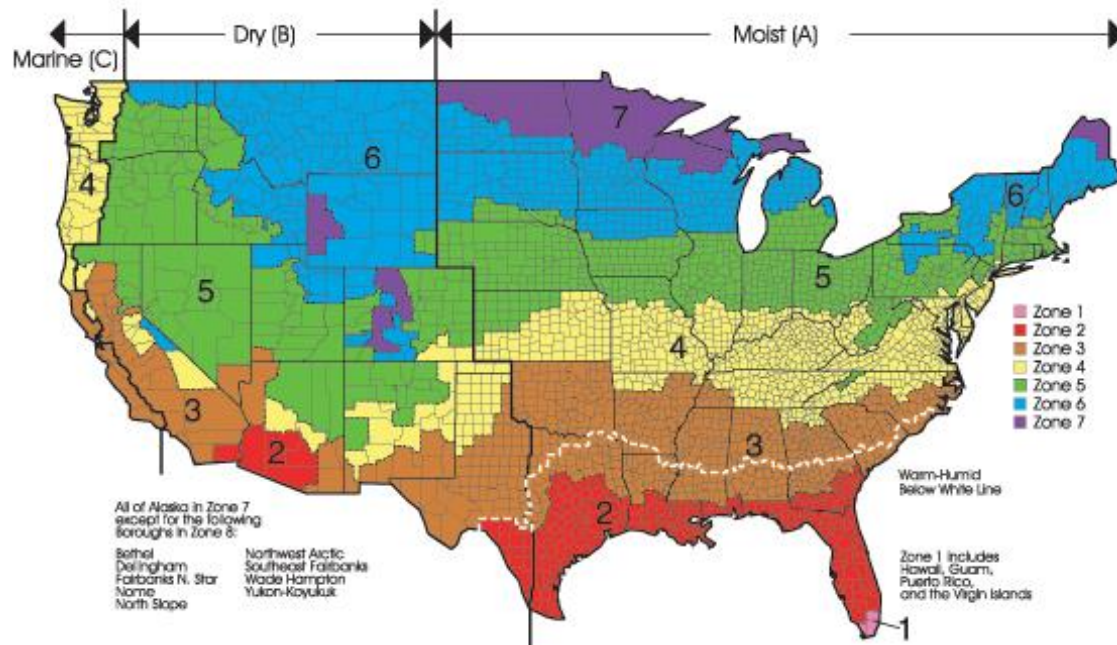 Marine (C)
Dry (B)
Moist (A)
7
6
6
4
5
5
4
3
3
2
2
1
Zone 1
Zone 2
Zone 3
Zone 4
Zone 5
Zone 6
Zone 7
Warm-Humid
Below White Line
All of Alaska in Zone 7
except for the following
Boroughs in Zone 8:
Bethel
Dellingham
Fairbanks N. Star
Nome
North Slope
Northwest Arctic
Southeast Fairbanks
Wade Hampton
Yukon-Koyukuk
Zone 1 includes
Hawaii, Guam,
Puerto Rico,
and the Virgin Islands